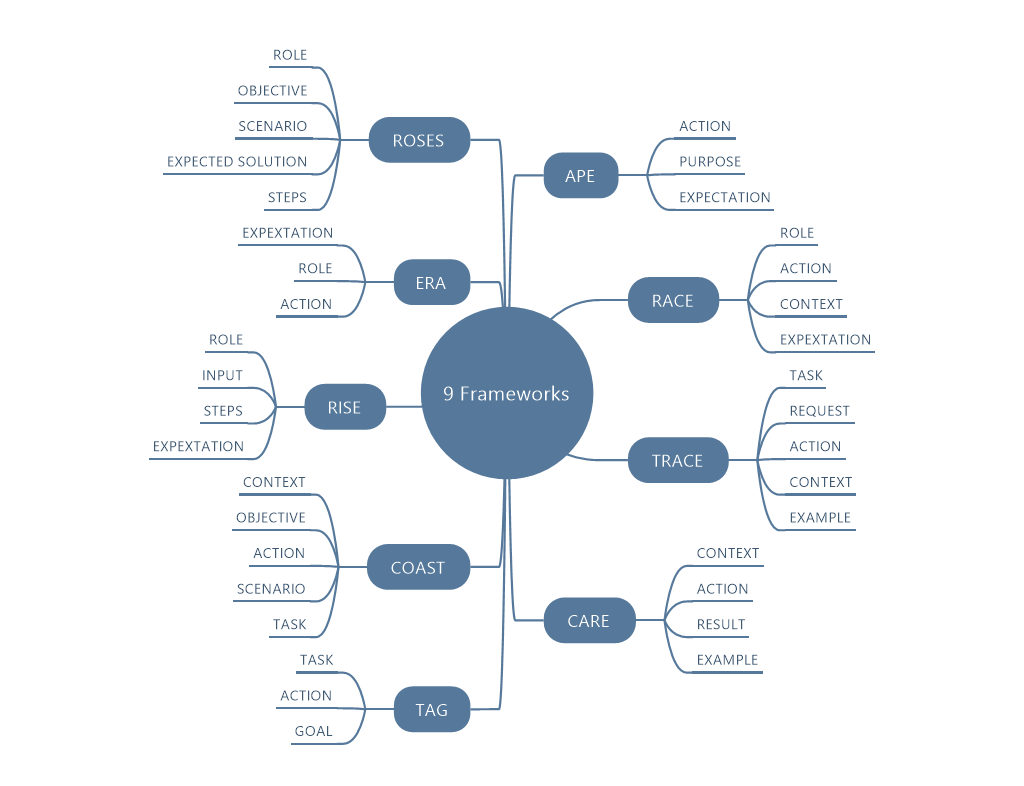 9 Frameworks
ROSES
ROLE
OBJECTIVE
SCENARIO
EXPECTED SOLUTION
STEPS
ERA
EXPEXTATION
ROLE
ACTION
RISE
ROLE
INPUT
STEPS
EXPEXTATION
COAST
CONTEXT
OBJECTIVE
ACTION
SCENARIO
TASK
TAG
TASK
ACTION
GOAL
APE
ACTION
PURPOSE
EXPECTATION
RACE
ROLE
ACTION
CONTEXT
EXPEXTATION
TRACE
TASK
REQUEST
ACTION
CONTEXT
EXAMPLE
CARE
CONTEXT
ACTION
RESULT
EXAMPLE